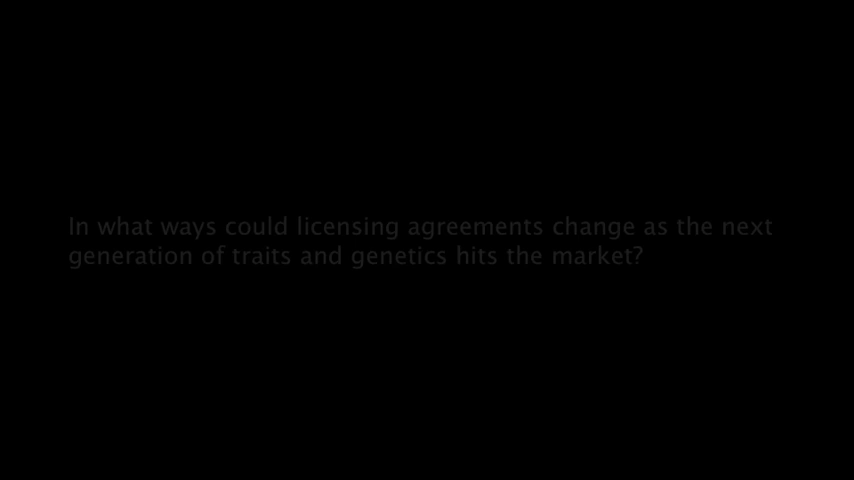 In what ways could licensing agreements change as the next
generation of traits and genetics hits the market?